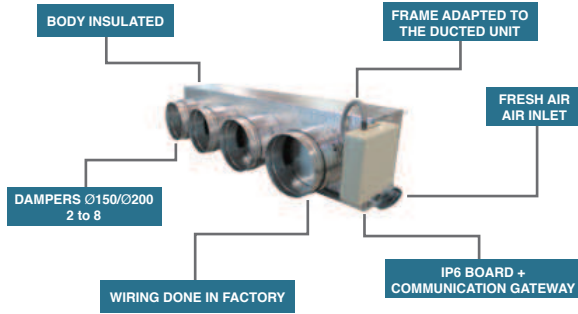 BODY INSULATED
FRAME ADAPTED TO
THE DUCTED UNIT
FRESH AIR
AIR INLET
DAMPERS Ø150/Ø200
2 to 8
WIRING DONE IN FACTORY
IP6 BOARD +
COMMUNICATION GATEWAY